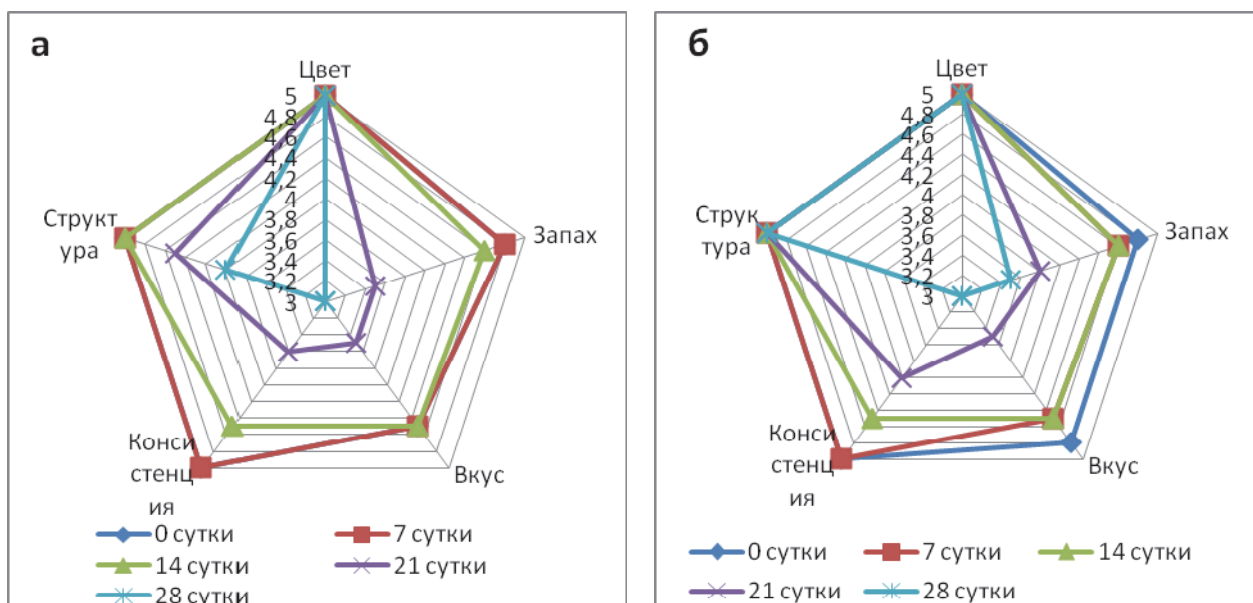 а
Цвет
5
4,8
4,6
4,4
4,2
4
3,8
3,6
3,4
3,2
3
Запах
Вкус
Конси
стенц
ия
Структ
ура
0 сутки
7 сутки
14 сутки
21 сутки
28 сутки
б
Цвет
5
4,8
4,6
4,4
4,2
4
3,8
3,6
3,4
3,2
3
Запах
Вкус
Конси
стенц
ия
Струк
тура
0 сутки
7 сутки
14 сутки
21 сутки
28 сутки